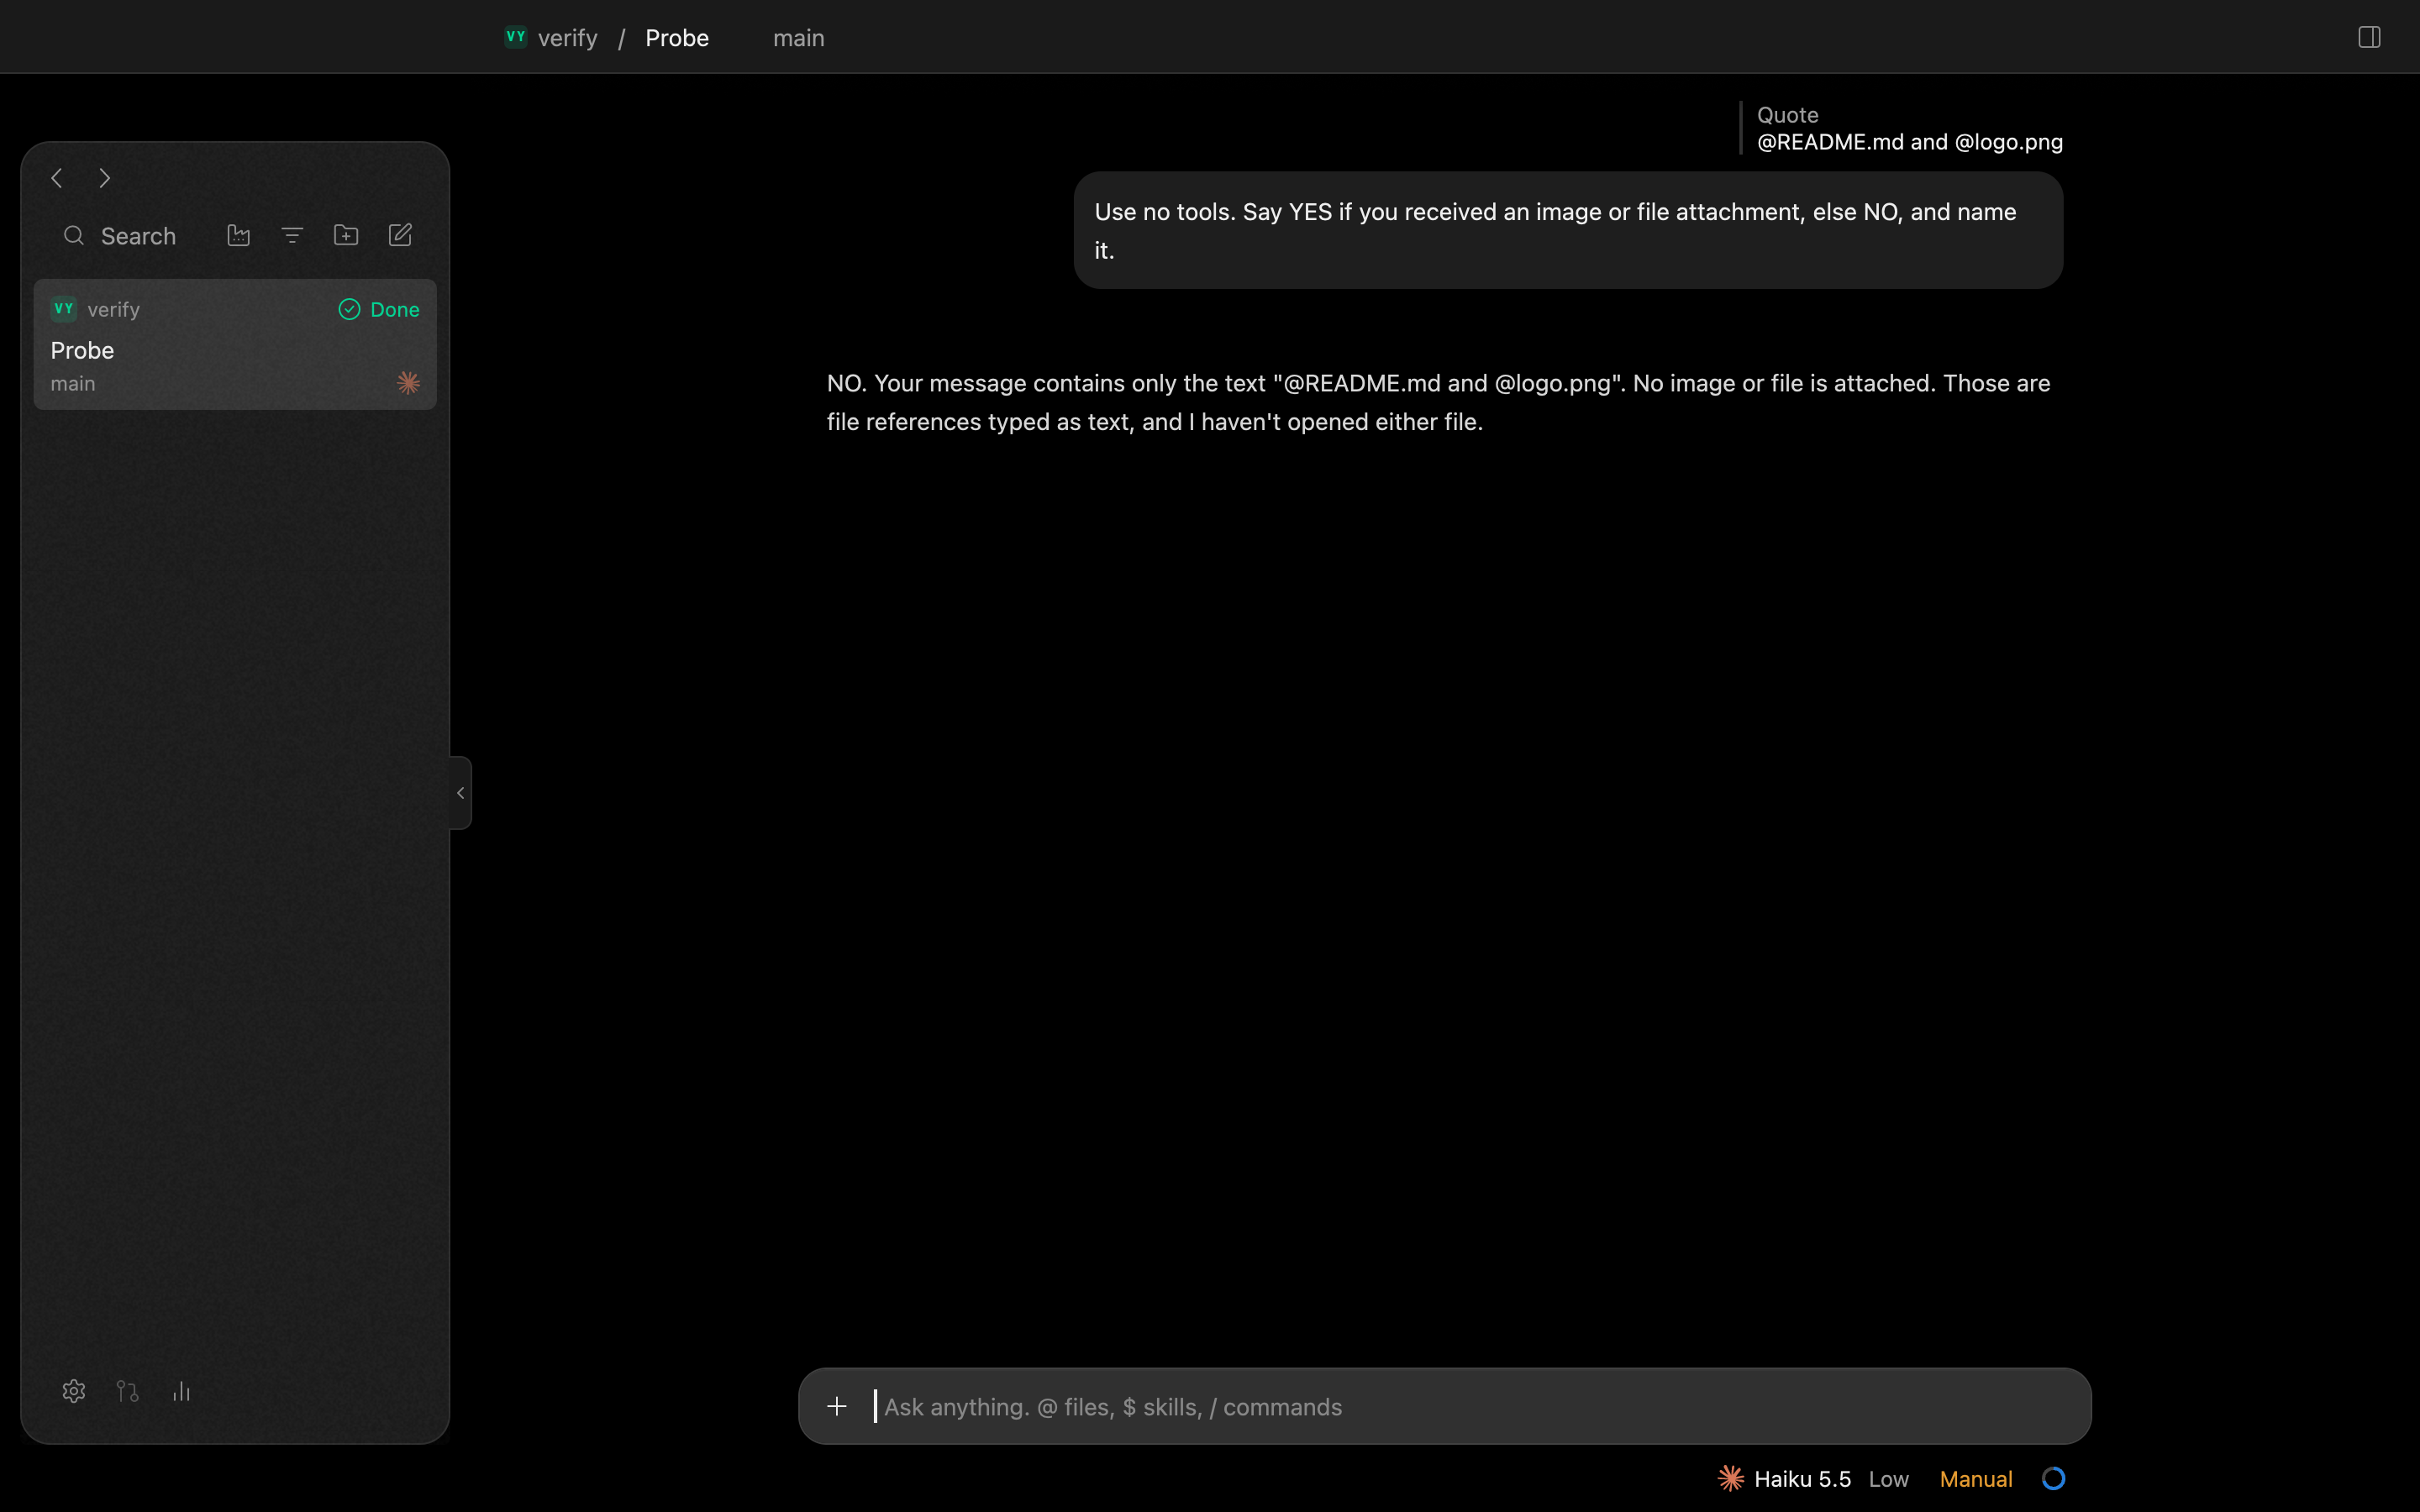 VY verify / Probe main
Search
VY verify Done
Probe
main
Quote
@README.md and @logo.png
Use no tools. Say YES if you received an image or file attachment, else NO, and name
it.
NO. Your message contains only the text "@README.md and @logo.png". No image or file is attached. Those are
file references typed as text, and I haven't opened either file.
Ask anything. @ files, $ skills, / commands
Haiku 5.5 Low Manual